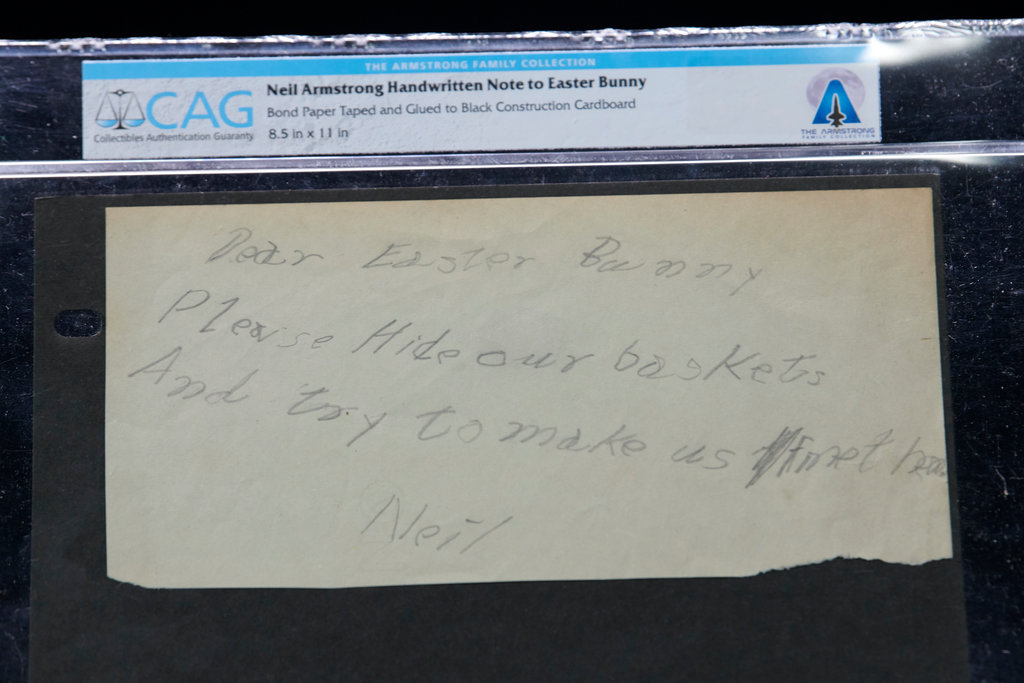 THE ARMSTRONG FAMILY COLLECTION
CAG
Collectibles Authentication Guaranty
Neil Armstrong Handwritten Note to Easter Bunny
Bond Paper Taped and Glued to Black Construction Cardboard
8.5 in x 11 in
A
THE ARMSTRONG
FAMILY COLLECTION
Dear Easter Bunny
Please Hide our baskets
And try to make us
Neil